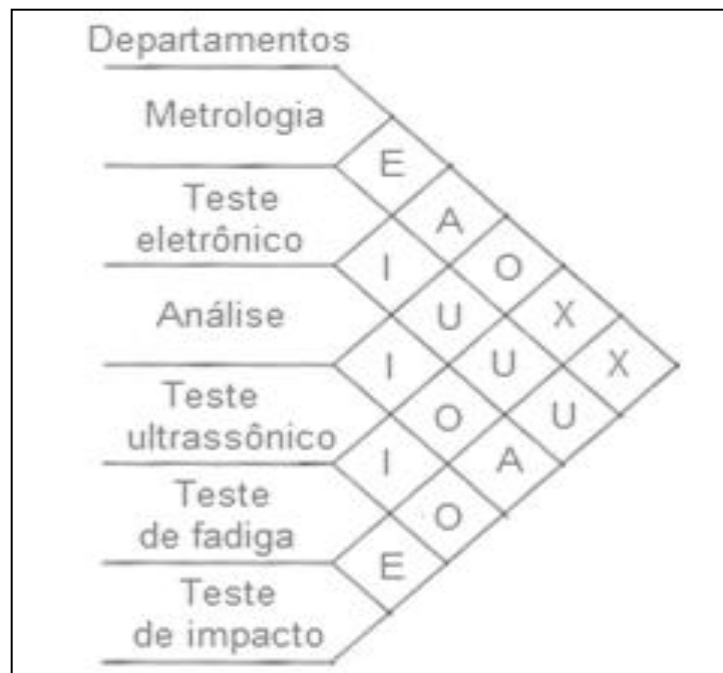 Departamentos
Metrologia
E
Teste
eletrônico
A
I
O
Análise
U
X
I
U
X
Teste
ultrassônico
O
U
I
A
Teste
de fadiga
O
E
Teste
de impacto